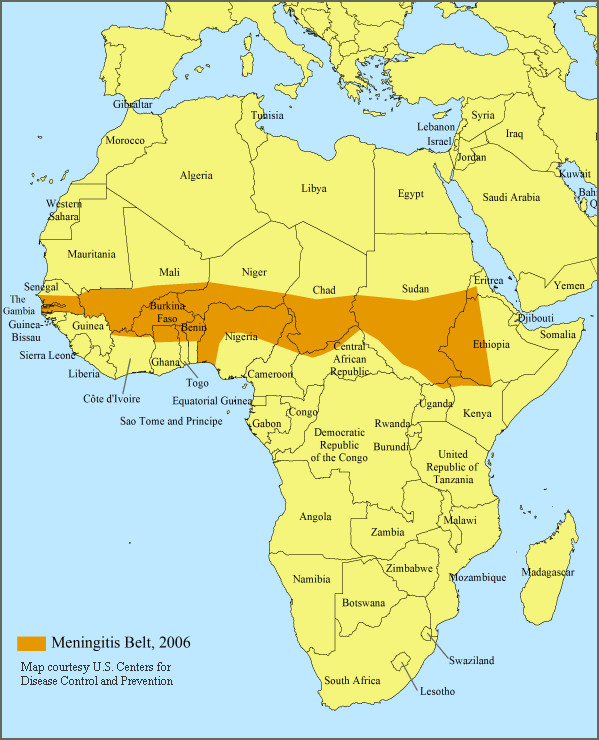 Gibraltar
Tunisia
Morocco
Lebanon
Israel
Syria
Iraq
Jordan
Kuwait
Algeria
Libya
Egypt
Saudi Arabia
Bah
Q
Western
Sahara
Mauritania
Mali
Niger
Chad
Sudan
Eritrea
Yemen
Senegal
The
Gambia
Guinea-
Bissau
Guinea
Burkina
Faso
Benin
Nigeria
Djibouti
Somalia
Ethiopia
Central
African
Republic
Sierra Leone
Liberia
Ghana
Togo
Cameroon
Côte d'Ivoire
Equatorial Guinea
Sao Tome and Principe
Gabon
Congo
Uganda
Kenya
Rwanda
Burundi
Democratic
Republic
of the Congo
United
Republic of
Tanzania
Angola
Zambia
Malawi
Zimbabwe
Mozambique
Madagascar
Namibia
Botswana
Swaziland
South Africa
Lesotho
Meningitis Belt, 2006
Map courtesy U.S. Centers for
Disease Control and Prevention